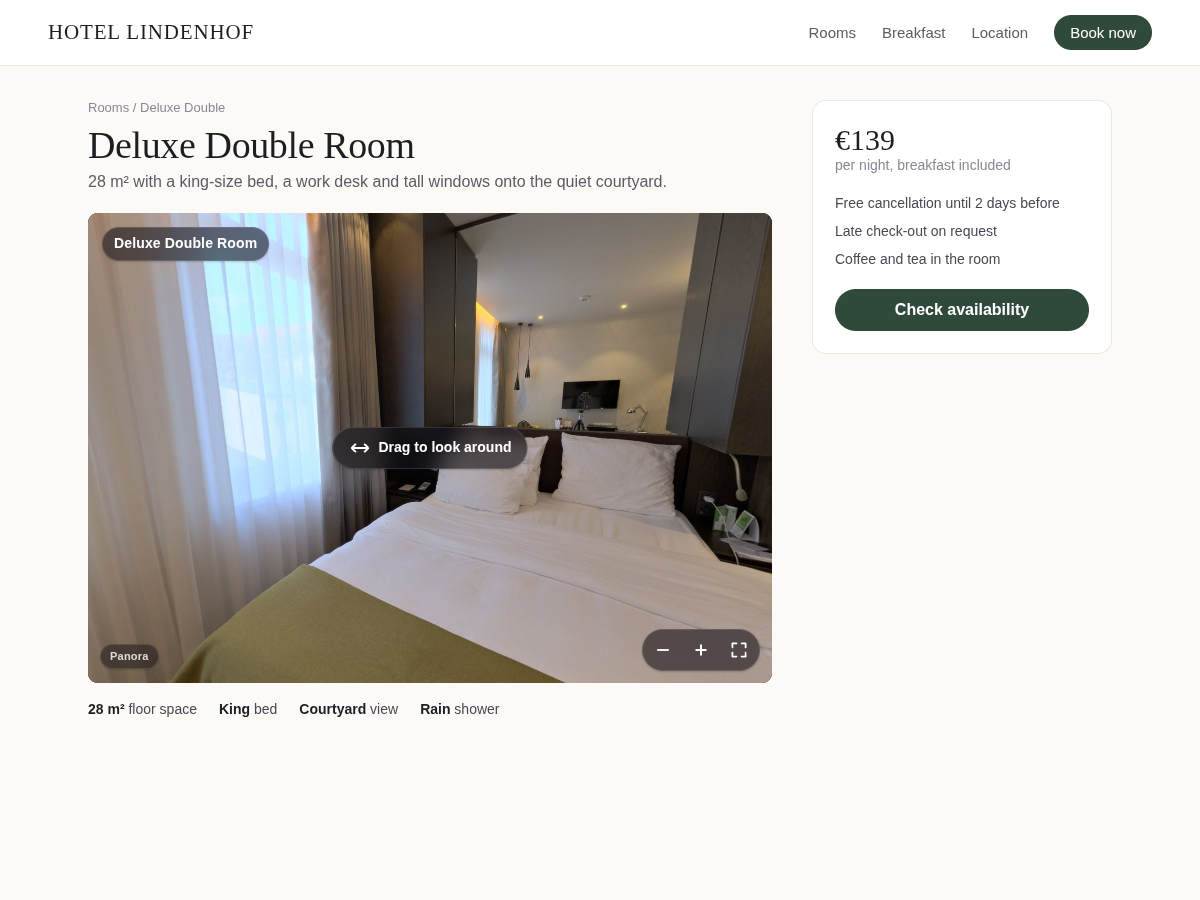 HOTEL LINDENHOF
Rooms
Breakfast
Location
Book now
Rooms / Deluxe Double
Deluxe Double Room
28 m² with a king-size bed, a work desk and tall windows onto the quiet courtyard.
Deluxe Double Room
Drag to look around
Panora
28 m² floor space
King bed
Courtyard view
Rain shower
€139
per night, breakfast included
Free cancellation until 2 days before
Late check-out on request
Coffee and tea in the room
Check availability